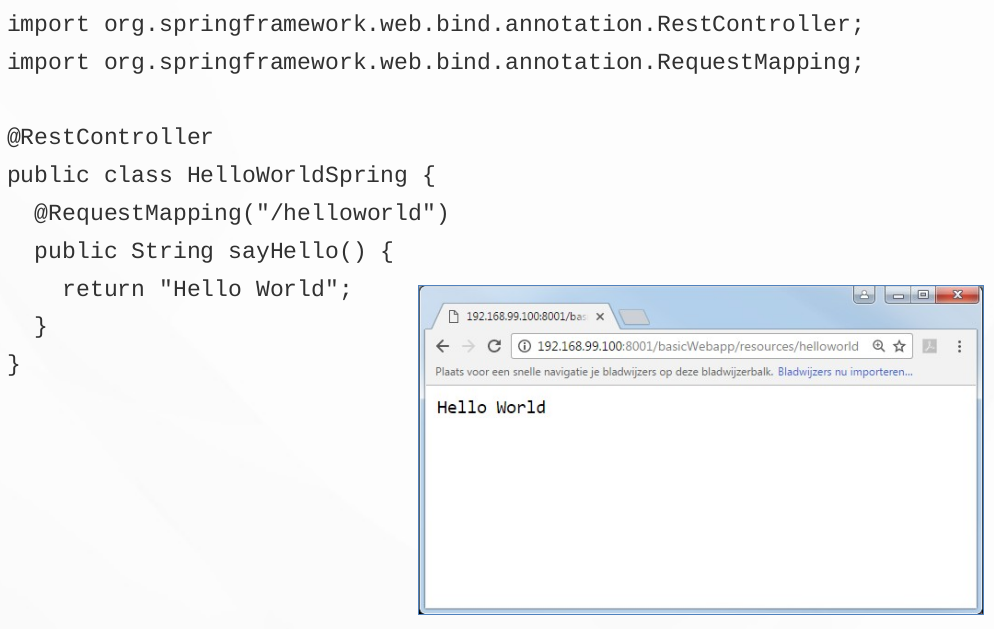 import org.springframework.web.bind.annotation.RestController;
import org.springframework.web.bind.annotation.RequestMapping;
@RestController
public class HelloWorldSpring {
@RequestMapping("/helloworld")
public String sayHello() {
return "Hello World";
}
}
192.168.99.100:8001/bas
192.168.99.100:8001/basicWebapp/resources/helloworld
Plaats voor een snelle navigatie je bladwijzers op deze bladwijzerbalk. Bladwijzers nu importeren...
Hello World